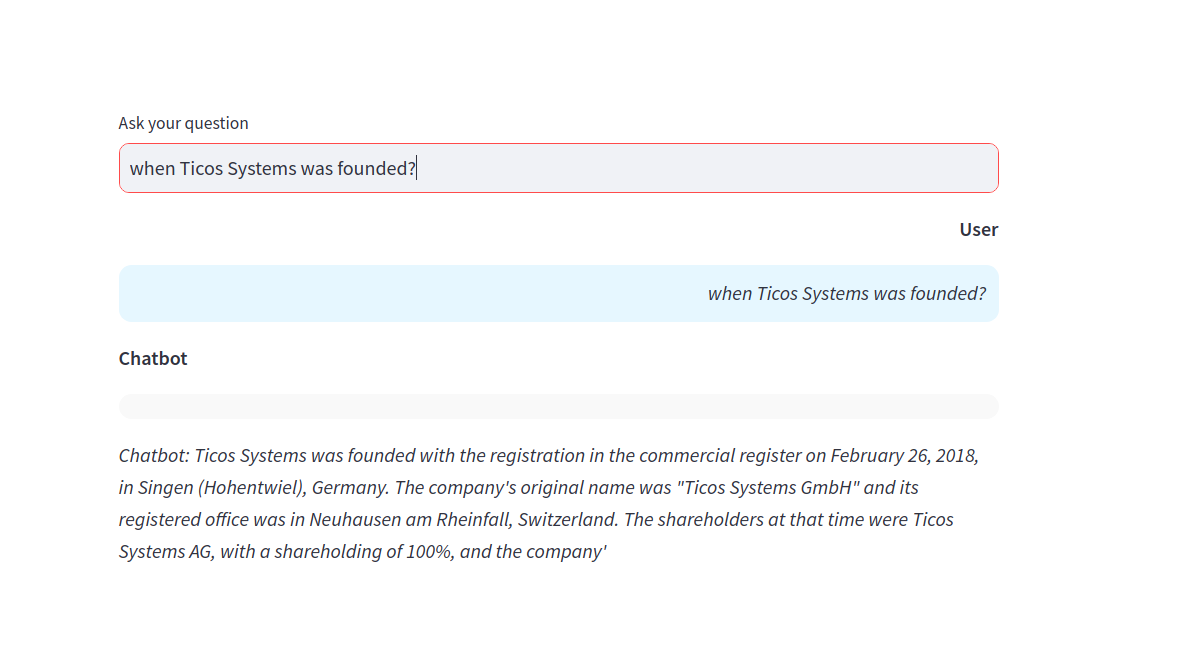 Ask your question
when Ticos Systems was founded?
User
when Ticos Systems was founded?
Chatbot
Chatbot: Ticos Systems was founded with the registration in the commercial register on February 26, 2018,
in Singen (Hohentwiel), Germany. The company's original name was "Ticos Systems GmbH" and its
registered office was in Neuhausen am Rheinfall, Switzerland. The shareholders at that time were Ticos
Systems AG, with a shareholding of 100%, and the company'